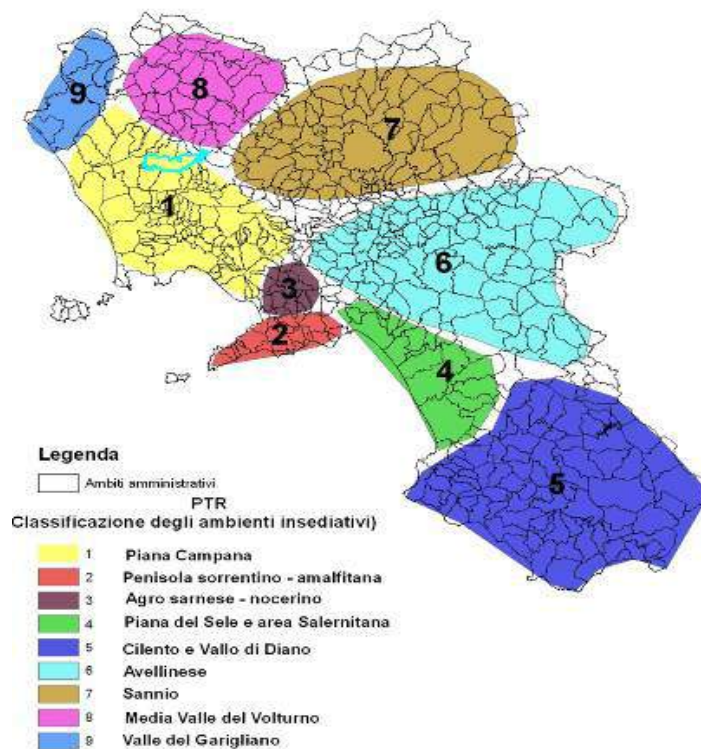 9
8
7
1
6
3
2
4
5
Legenda
Ambiti amministrativi
PTR
Classificazione degli ambienti insediativi)
1 Piana Campana
2 Penisola sorrentino - amalfitana
3 Agro sarnese - nocerino
4 Piana del Sele e area Salernitana
5 Cilento e Vallo di Diano
6 Avellinese
7 Sannio
8 Media Valle del Volturno
9 Valle del Garigliano